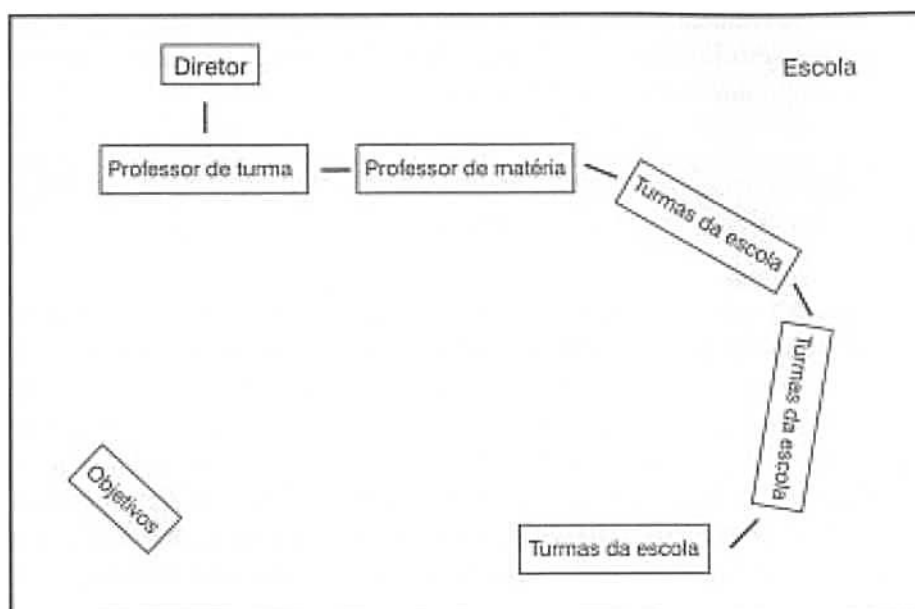 Diretor
Escola
Professor de turma
Professor de matéria
Turmas da escola
Turmas da escola
Objetivos
Turmas da escola